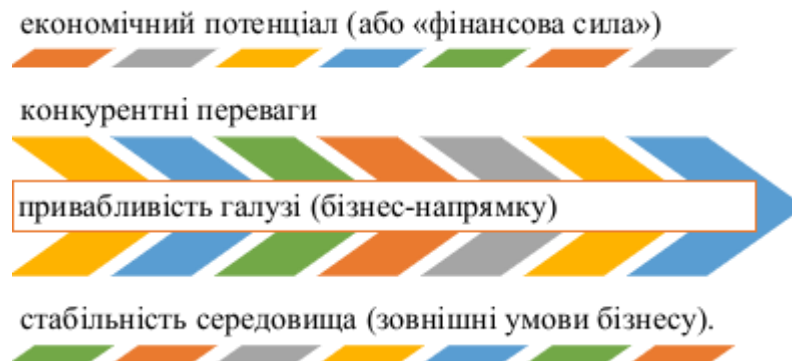 економічний потенціал (або «фінансова сила»)
конкурентні переваги
привабливість галузі (бізнес-напрямку)
стабільність середовища (зовнішні умови бізнесу).